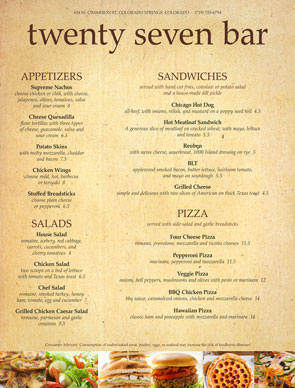 424 W. CIMARRON ST, COLORADO SPRINGS, COLORADO
twenty seven bar
APPETIZERS
Supreme Nachos
cheese chicken or chili, with cheese,
jalapenos, olives, tomatoes, salsa
and sour cream 8
Cheese Quesadilla
flour tortillas with three types
of cheese, guacamole, salsa and
sour cream 6.5
Potato Skins
with melty mozzarella, cheddar
and bacon 7.5
Chicken Wings
choose mild, hot, barbecue
or teriyaki 8
Stuffed Breadsticks
choose plain cheese
or pepperoni 6.5
SALADS
House Salad
romaine, iceberg, red cabbage,
carrots, cucumbers, and
cherry tomatoes 4
Chicken Salad
two scoops on a bed of lettuce
with tomato and Texas toast 6.5
Chef Salad
romaine, smoked turkey, honey
ham, tomato, egg and cucumber 7
Grilled Chicken Caesar Salad
romaine, parmesan and garlic
croutons 8.5
SANDWICHES
served with hand cut fries, coleslaw or potato salad
and a house-made dill pickle
Chicago Hot Dog
all-beef, with onions, relish, and mustard on a poppy seed roll 4.5
Hot Meatloaf Sandwich
A generous slice of meatloaf on cracked wheat, with mayo, lettuce
and tomato 5.5
Reuben
with swiss cheese, sauerkraut, 1000 Island dressing on rye 5
BLT
applewood smoked bacon, butter lettuce, heirloom tomato,
and mayo on sourdough 5.5
Grilled Cheese
simple and delicious with two slices of American on thick Texas toast 4.5
PIZZA
served with side salad and garlic breadsticks
Four Cheese Pizza
romano, provolone, mozzarella and ricotta cheeses 11.5
Pepperoni Pizza
marinara, pepperoni and mozzarella 11.5
Veggie Pizza
onions, bell peppers, mushrooms and olives with pesto or marinara 12
BBQ Chicken Pizza
bbq sauce, caramelized onions, chicken and mozzarella cheese 14
Hawaiian Pizza
classic ham and pineapple with mozzarella and marinara 14
Consumer Advisory: Consumption of undercooked meat, poultry, eggs, or seafood may increase the risk of foodborne illnesses